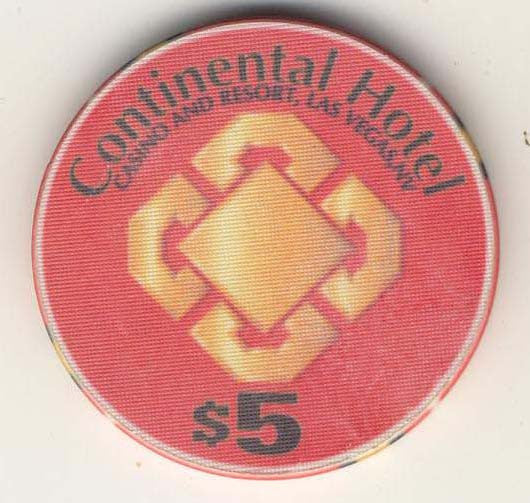 Continental Hotel
CASINO AND RESORT, LAS VEGAS, NV
$5